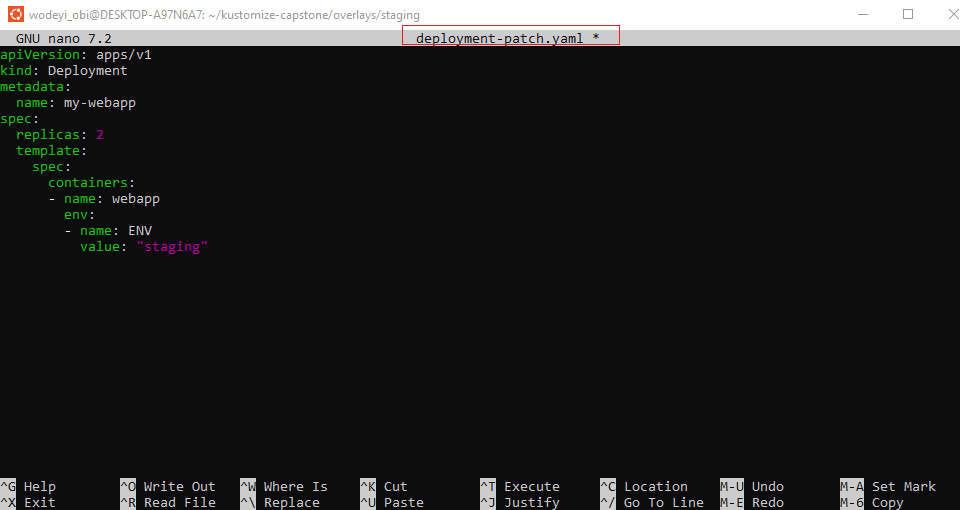 wodeyi_obi@DESKTOP-A97N6A7: ~/kustomize-capstone/overlays/staging
GNU nano 7.2 deployment-patch.yaml *
apiVersion: apps/v1
kind: Deployment
metadata:
  name: my-webapp
spec:
  replicas: 2
  template:
    spec:
      containers:
      - name: webapp
        env:
        - name: ENV
          value: "staging"
^G Help ^O Write Out ^W Where Is ^K Cut ^T Execute ^C Location M-U Undo M-A Set Mark
^X Exit ^R Read File ^\ Replace ^U Paste ^J Justify ^/ Go To Line M-E Redo M-6 Copy